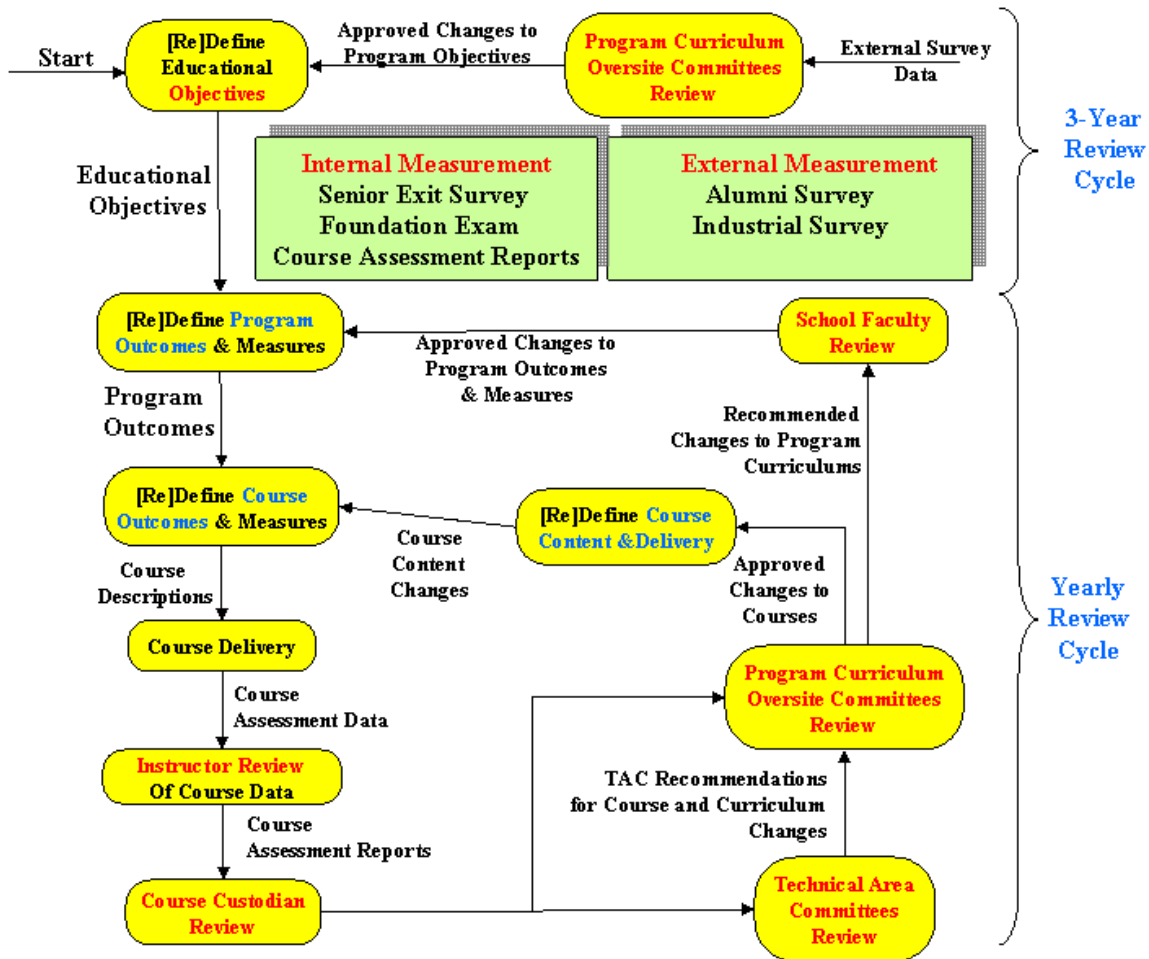 Start
[Re]Define
Educational
Objectives
Approved Changes to
Program Objectives
Program Curriculum
Oversite Committees
Review
External Survey
Data
3-Year
Review
Cycle
Educational
Objectives
Internal Measurement
Senior Exit Survey
Foundation Exam
Course Assessment Reports
External Measurement
Alumni Survey
Industrial Survey
[Re]Define Program
Outcomes & Measures
Approved Changes to
Program Outcomes
& Measures
School Faculty
Review
Program
Outcomes
Recommended
Changes to Program
Curriculums
[Re]Define Course
Outcomes & Measures
Course
Content
Changes
[Re]Define Course
Content &Delivery
Approved
Changes to
Courses
Yearly
Review
Cycle
Course
Descriptions
Course Delivery
Course
Assessment Data
Program Curriculum
Oversite Committees
Review
Instructor Review
Of Course Data
TAC Recommendations
for Course and Curriculum
Changes
Course
Assessment Reports
Course Custodian
Review
Technical Area
Committees
Review